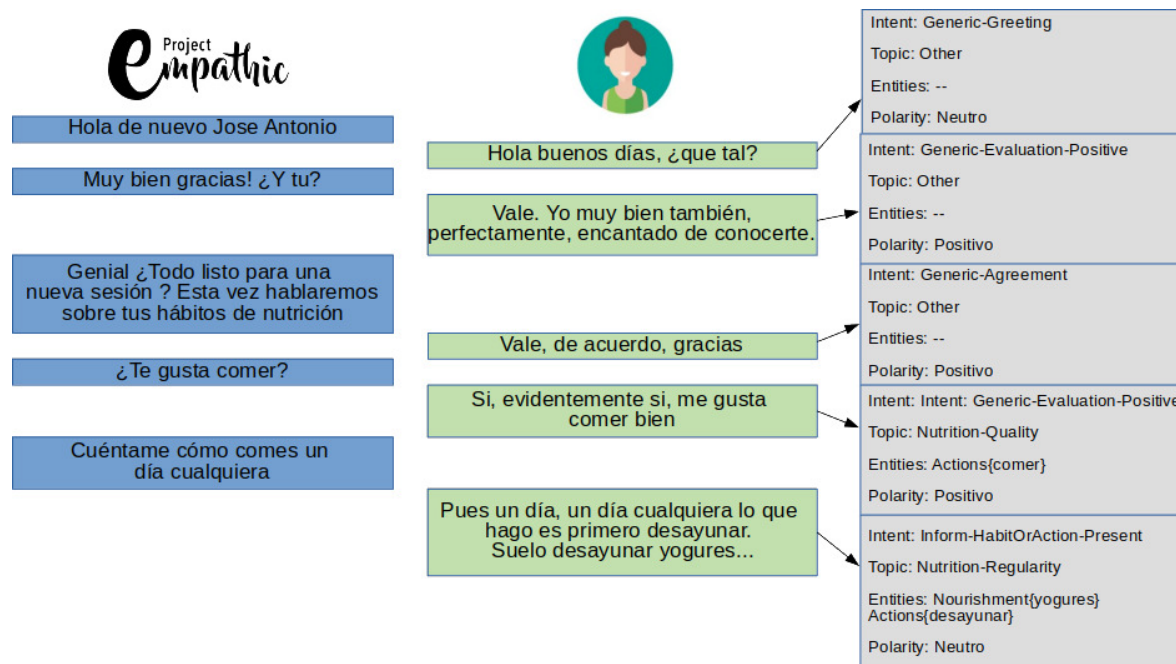 Project
empathic
Hola de nuevo Jose Antonio
Hola buenos días, ¿que tal?
Intent: Generic-Greeting
Topic: Other
Entities: --
Polarity: Neutro
Muy bien gracias! ¿Y tu?
Vale. Yo muy bien también,
perfectamente, encantado de conocerte.
Intent: Generic-Evaluation-Positive
Topic: Other
Entities: --
Polarity: Positivo
Genial ¿Todo listo para una
nueva sesión ? Esta vez hablaremos
sobre tus hábitos de nutrición
Vale, de acuerdo, gracias
Intent: Generic-Agreement
Topic: Other
Entities: --
Polarity: Positivo
¿Te gusta comer?
Si, evidentemente si, me gusta
comer bien
Intent: Intent: Generic-Evaluation-Positive
Topic: Nutrition-Quality
Entities: Actions{comer}
Polarity: Positivo
Cuéntame cómo comes un
día cualquiera
Pues un día, un día cualquiera lo que
hago es primero desayunar.
Suelo desayunar yogures...
Intent: Inform-HabitOrAction-Present
Topic: Nutrition-Regularity
Entities: Nourishment{yogures}
Actions{desayunar}
Polarity: Neutro